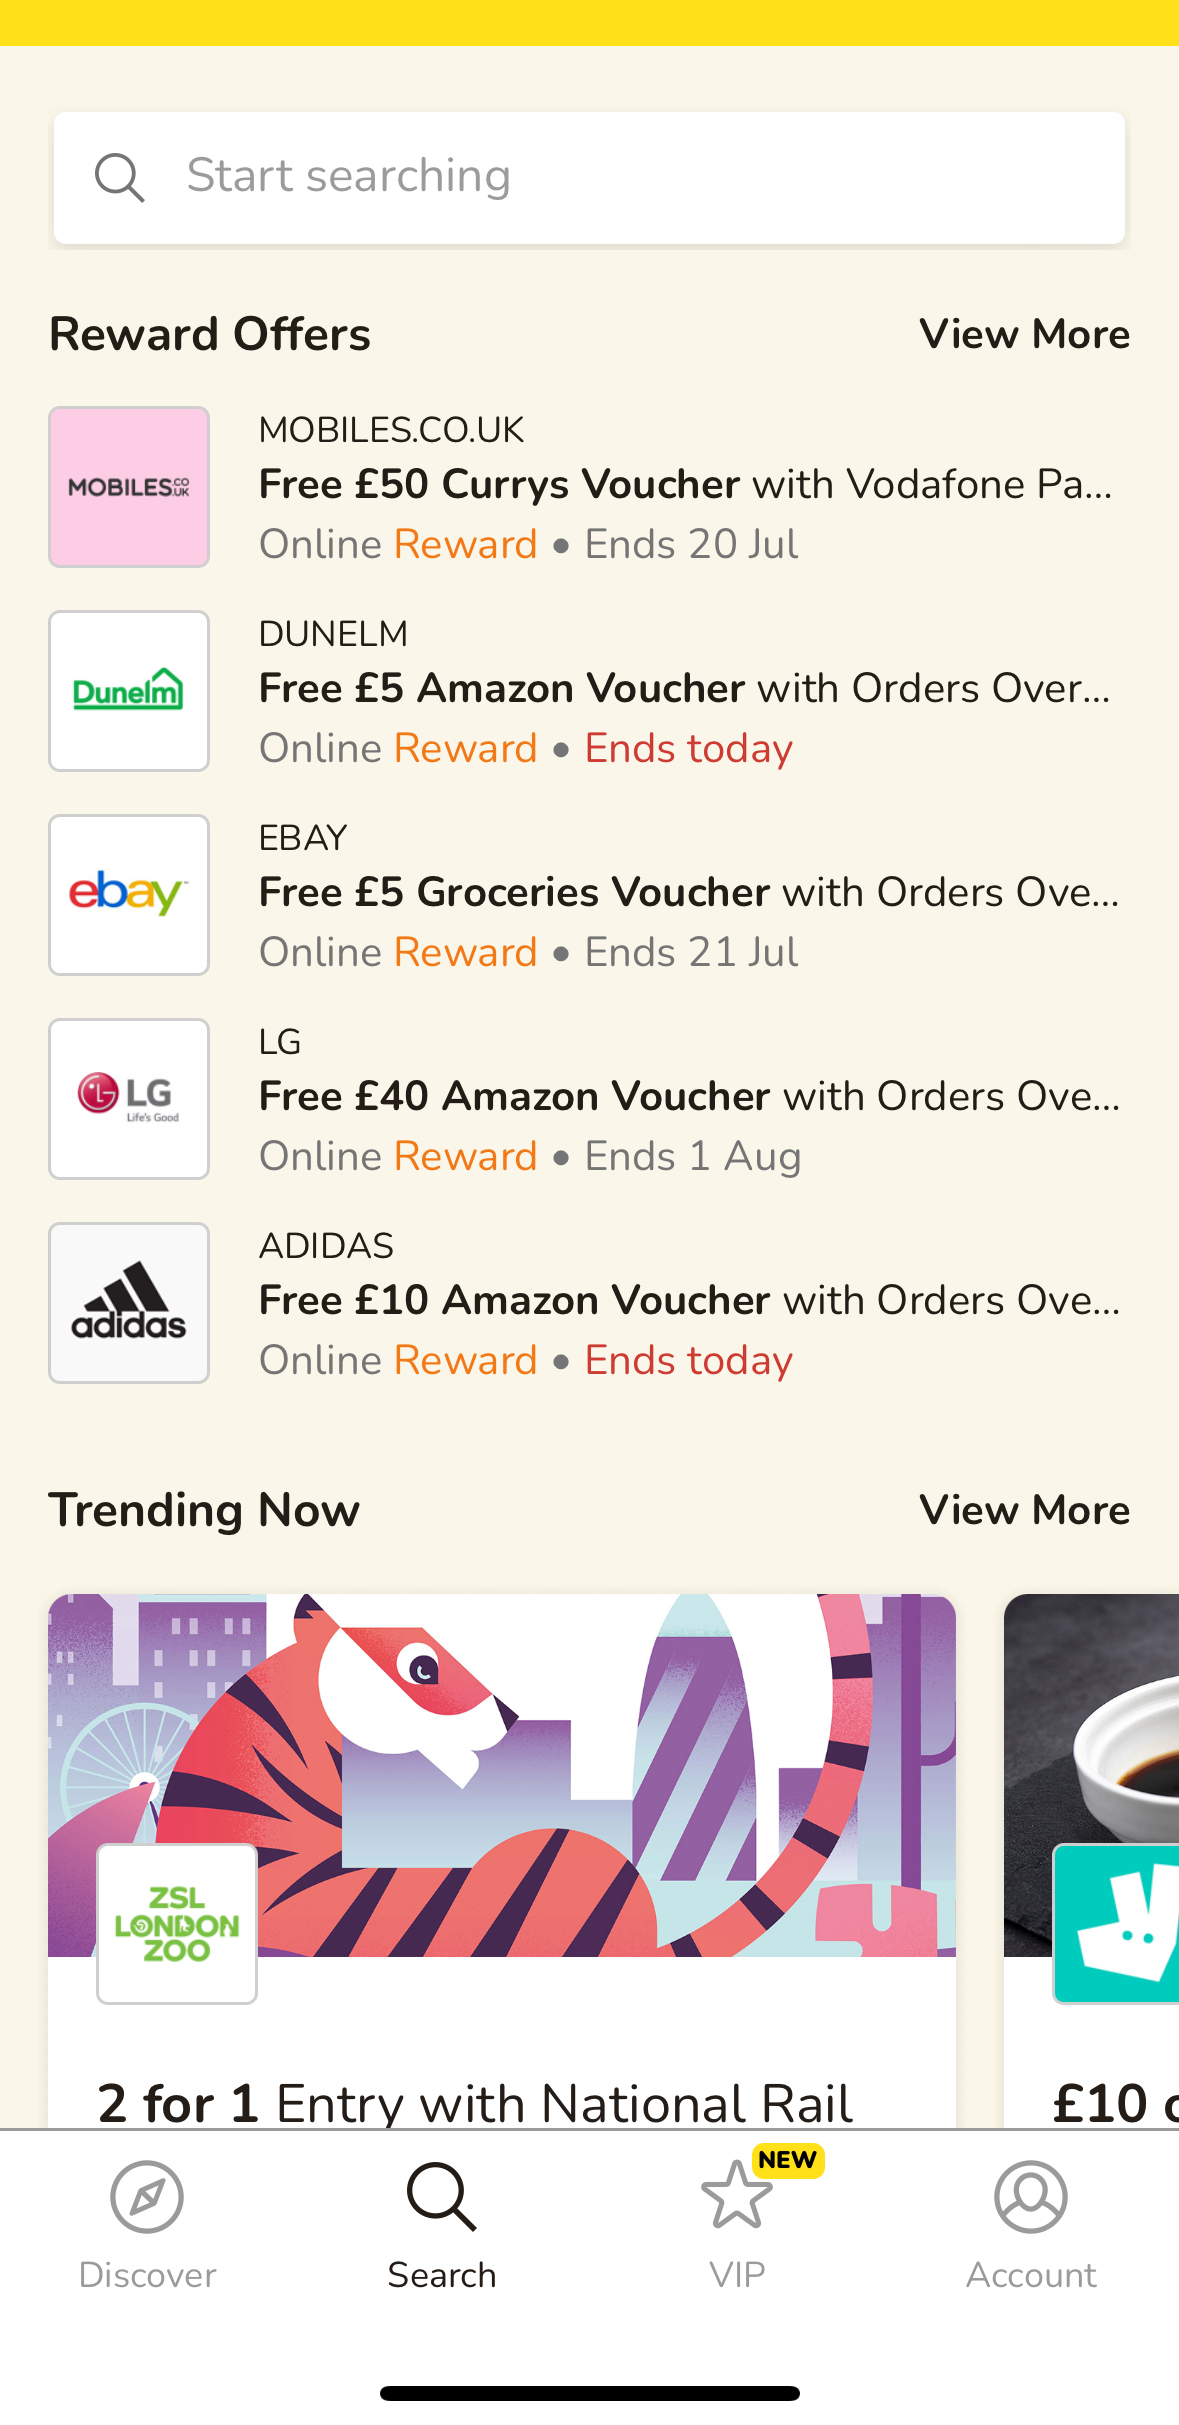 Start searching
Reward Offers
View More
MOBILES.CO.UK
MOBILES.CO UK
Free £50 Currys Voucher with Vodafone Pa...
Online Reward • Ends 20 Jul
DUNELM
Dunelm
Free £5 Amazon Voucher with Orders Over...
Online Reward • Ends today
EBAY
ebay
Free £5 Groceries Voucher with Orders Ove...
Online Reward • Ends 21 Jul
LG
LG
Life's Good
Free £40 Amazon Voucher with Orders Ove...
Online Reward • Ends 1 Aug
ADIDAS
adidas
Free £10 Amazon Voucher with Orders Ove...
Online Reward • Ends today
Trending Now
View More
ZSL
LONDON
ZOO
2 for 1 Entry with National Rail
£10
NEW
Discover
Search
VIP
Account